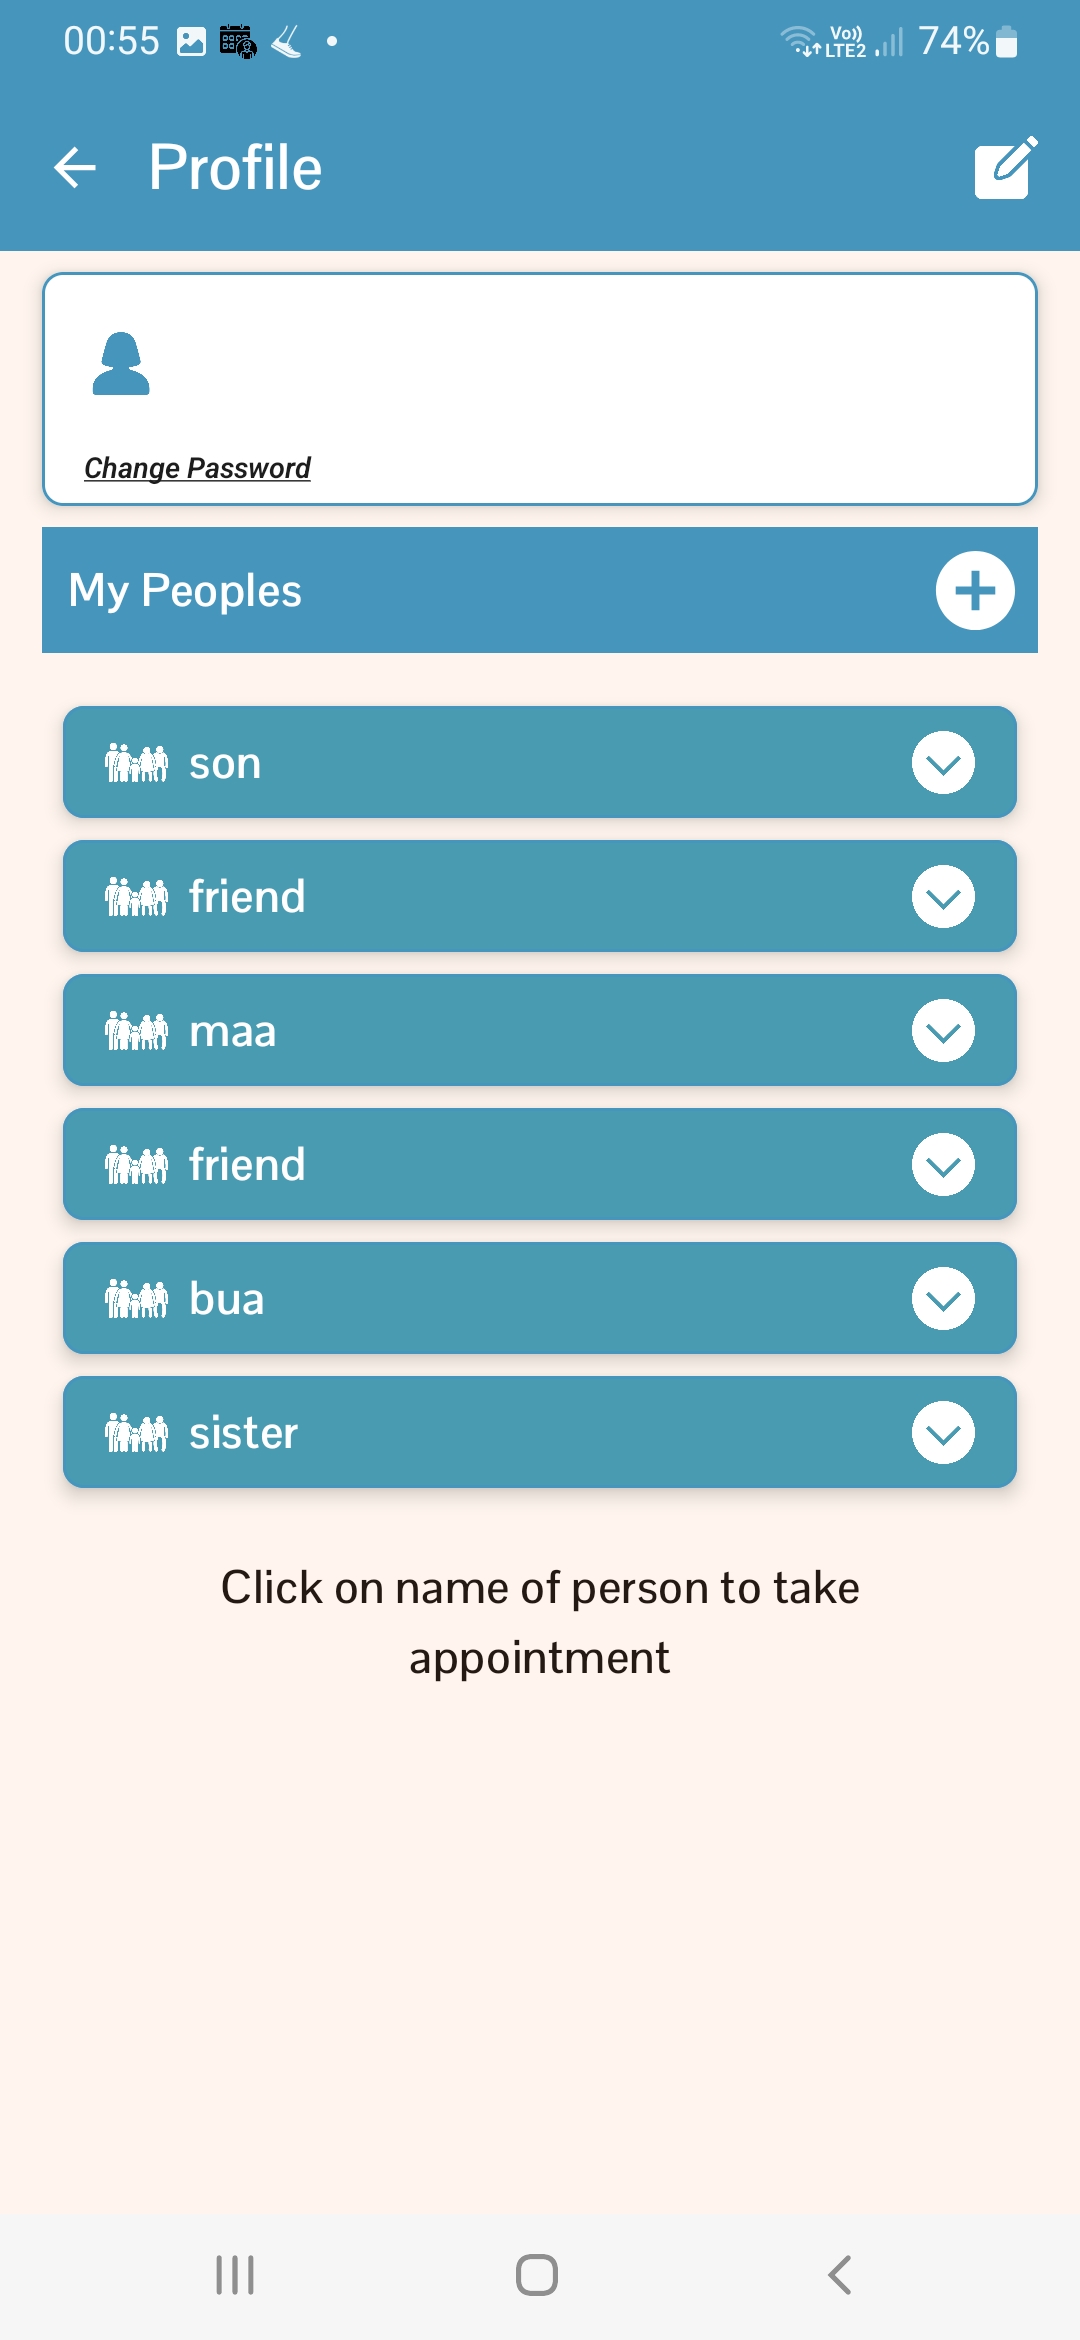 00:55 Vo)) LTE2 74%
Profile
Change Password
My Peoples
son
friend
maa
friend
bua
sister
Click on name of person to take
appointment